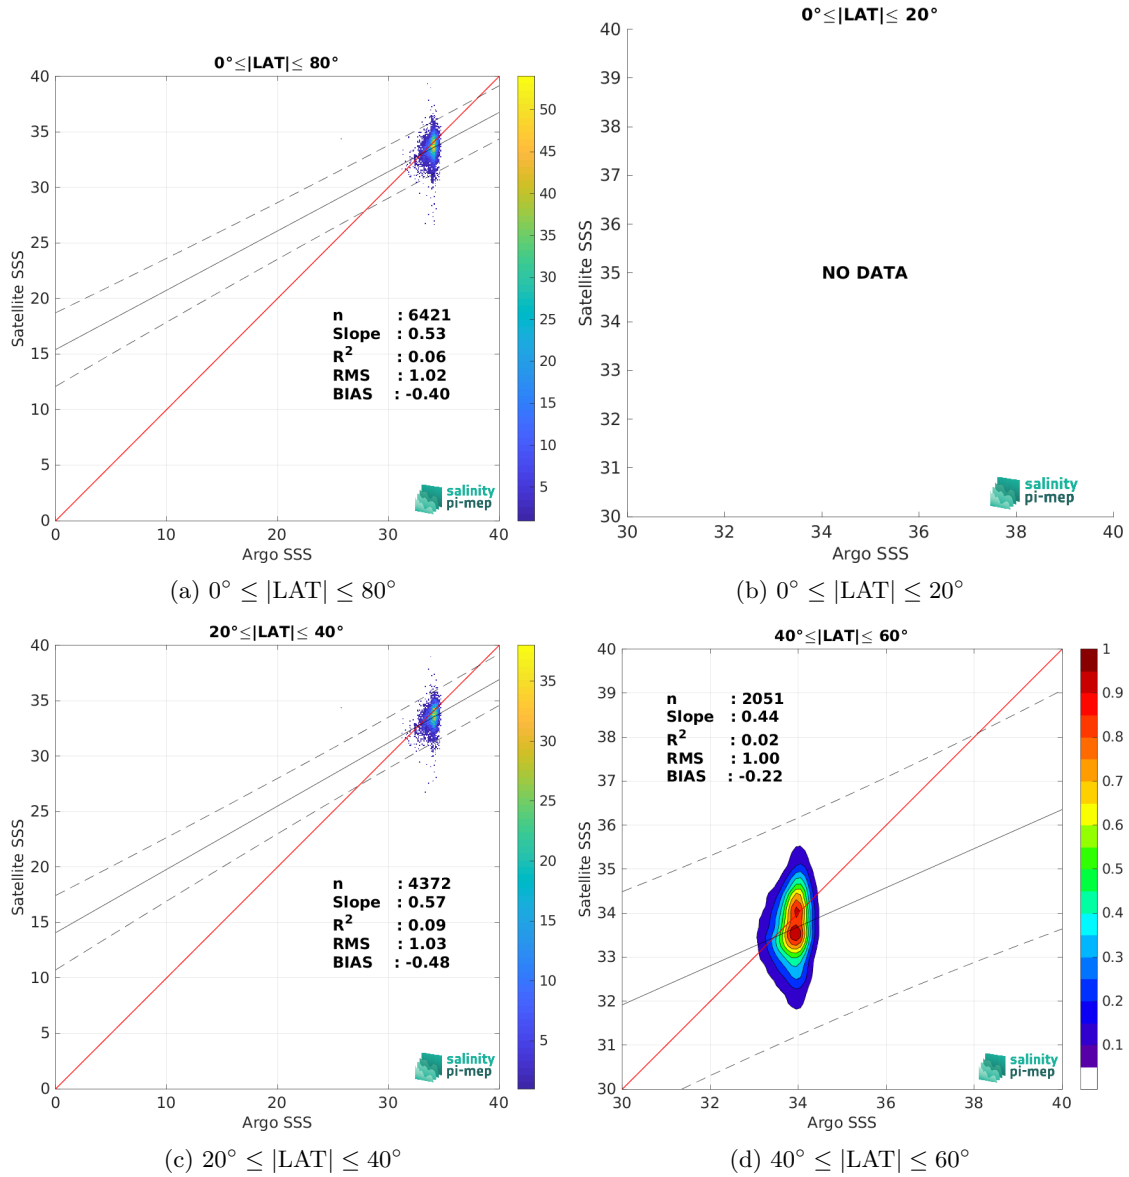 0°≤|LAT|≤ 80°
40
35
30
25
20
15
10
5
0
0
10
20
30
40
Satellite SSS
Argo SSS
n : 6421
Slope : 0.53
R² : 0.06
RMS : 1.02
BIAS : -0.40
salinity
pi-mep
50
45
40
35
30
25
20
15
10
5
(a) 0° ≤ |LAT| ≤ 80°
0°≤|LAT|≤ 20°
40
39
38
37
36
35
34
33
32
31
30
30
32
34
36
38
40
Satellite SSS
Argo SSS
NO DATA
salinity
pi-mep
(b) 0° ≤ |LAT| ≤ 20°
20°≤|LAT|≤ 40°
40
35
30
25
20
15
10
5
0
0
10
20
30
40
Satellite SSS
Argo SSS
n : 4372
Slope : 0.57
R² : 0.09
RMS : 1.03
BIAS : -0.48
salinity
pi-mep
35
30
25
20
15
10
5
(c) 20° ≤ |LAT| ≤ 40°
40°≤|LAT|≤ 60°
40
39
38
37
36
35
34
33
32
31
30
30
32
34
36
38
40
Satellite SSS
Argo SSS
n : 2051
Slope : 0.44
R² : 0.02
RMS : 1.00
BIAS : -0.22
salinity
pi-mep
1
0.9
0.8
0.7
0.6
0.5
0.4
0.3
0.2
0.1
(d) 40° ≤ |LAT| ≤ 60°